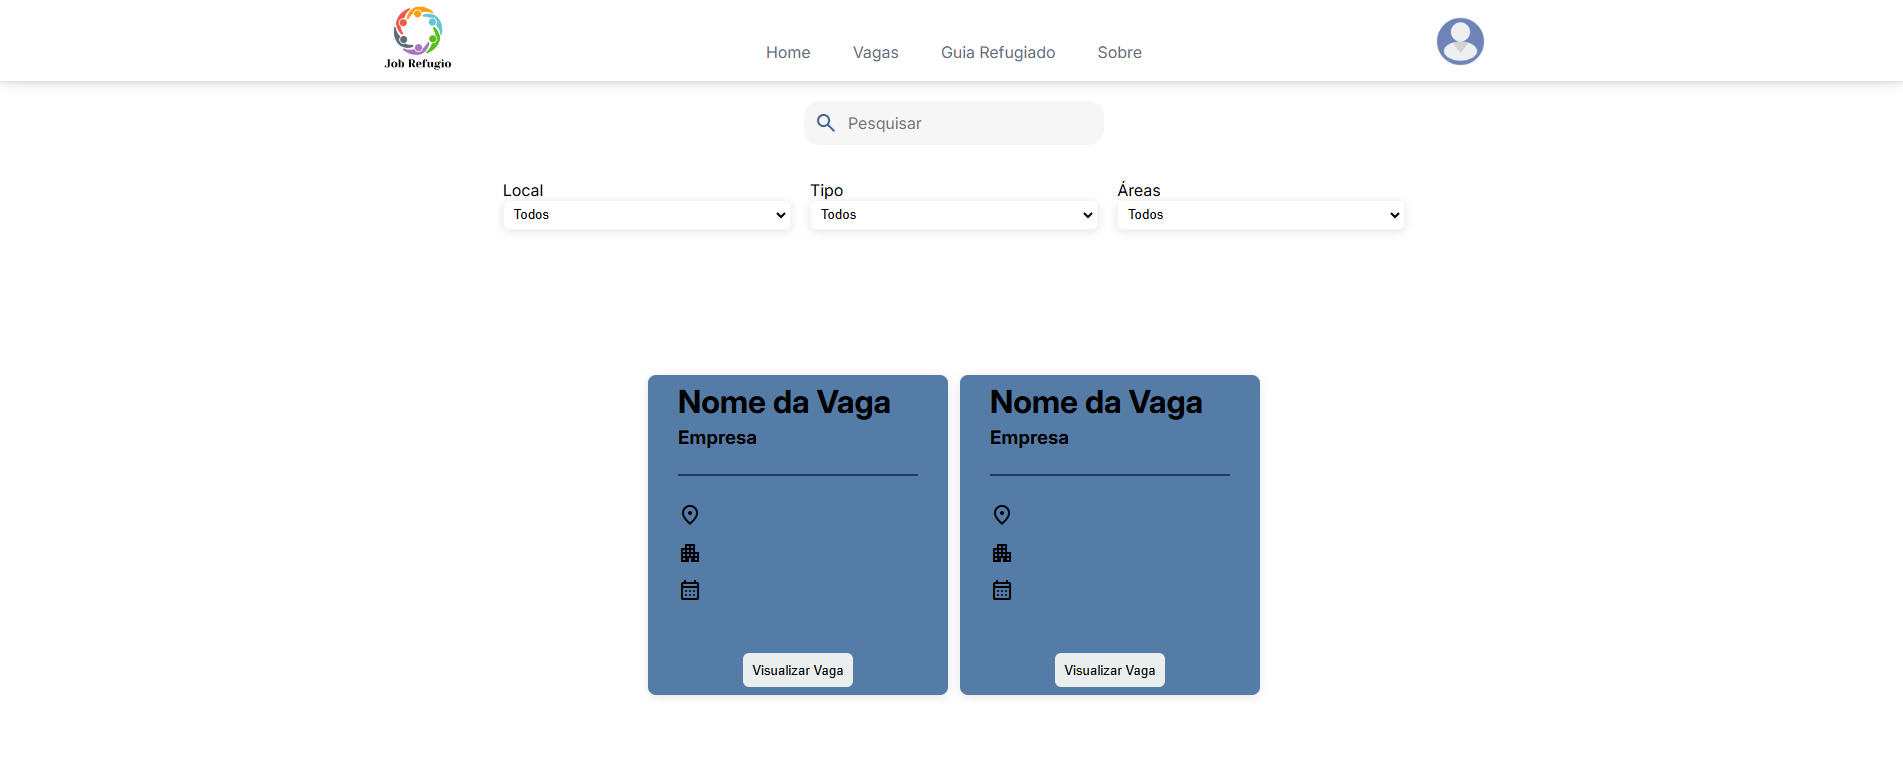 Job Refugio
Home Vagas Guia Refugiado Sobre
Pesquisar
Local Tipo Áreas
Todos Todos Todos
Nome da Vaga
Empresa
Visualizar Vaga
Nome da Vaga
Empresa
Visualizar Vaga